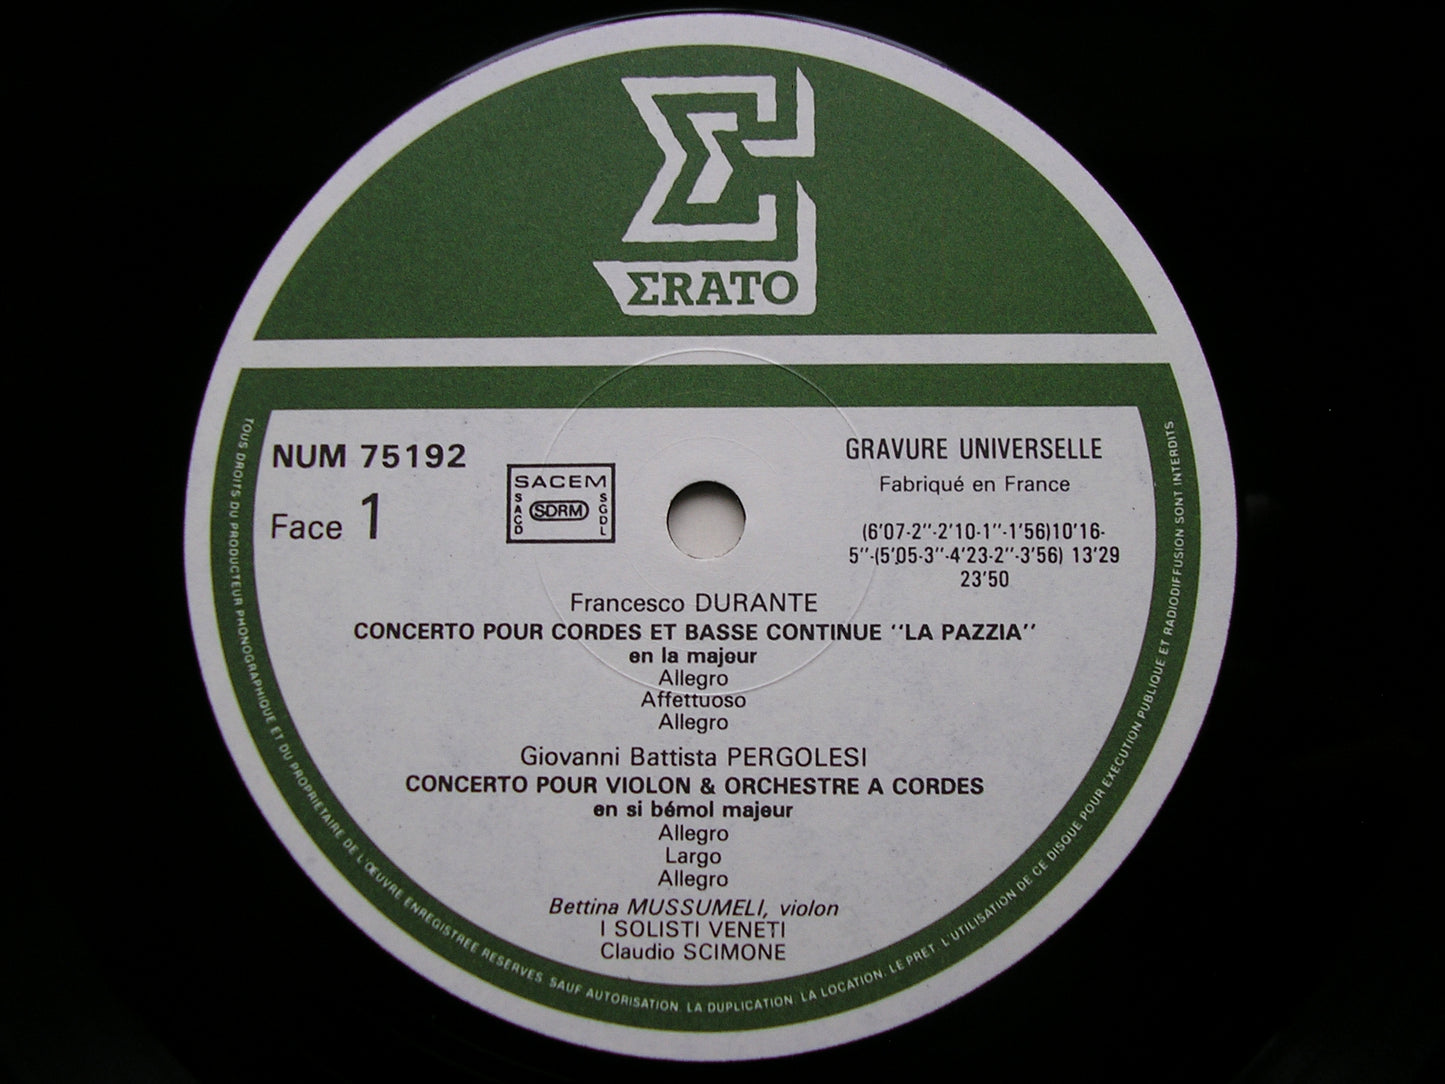 ΣRATO
NUM 75192
Face 1
SACEM
SACD
SDRM
SGDL
GRAVURE UNIVERSELLE
Fabriqué en France
(6'07-2''-2'10-1''-1'56)10'16-
5''-(5'05-3''-4'23-2''-3'56) 13'29
23'50
Francesco DURANTE
CONCERTO POUR CORDES ET BASSE CONTINUE ''LA PAZZIA''
en la majeur
Allegro
Affettuoso
Allegro
Giovanni Battista PERGOLESI
CONCERTO POUR VIOLON & ORCHESTRE A CORDES
en si bémol majeur
Allegro
Largo
Allegro
Bettina MUSSUMELI, violon
I SOLISTI VENETI
Claudio SCIMONE
TOUS DROITS DU PRODUCTEUR PHONOGRAPHIQUE ET DU PROPRIETAIRE DE L'ŒUVRE ENREGISTREE RESERVES. SAUF AUTORISATION. LA DUPLICATION. LA LOCATION. LE PRET. L'UTILISATION DE CE DISQUE POUR EXECUTION PUBLIQUE ET RADIODIFFUSION SONT INTERDITS